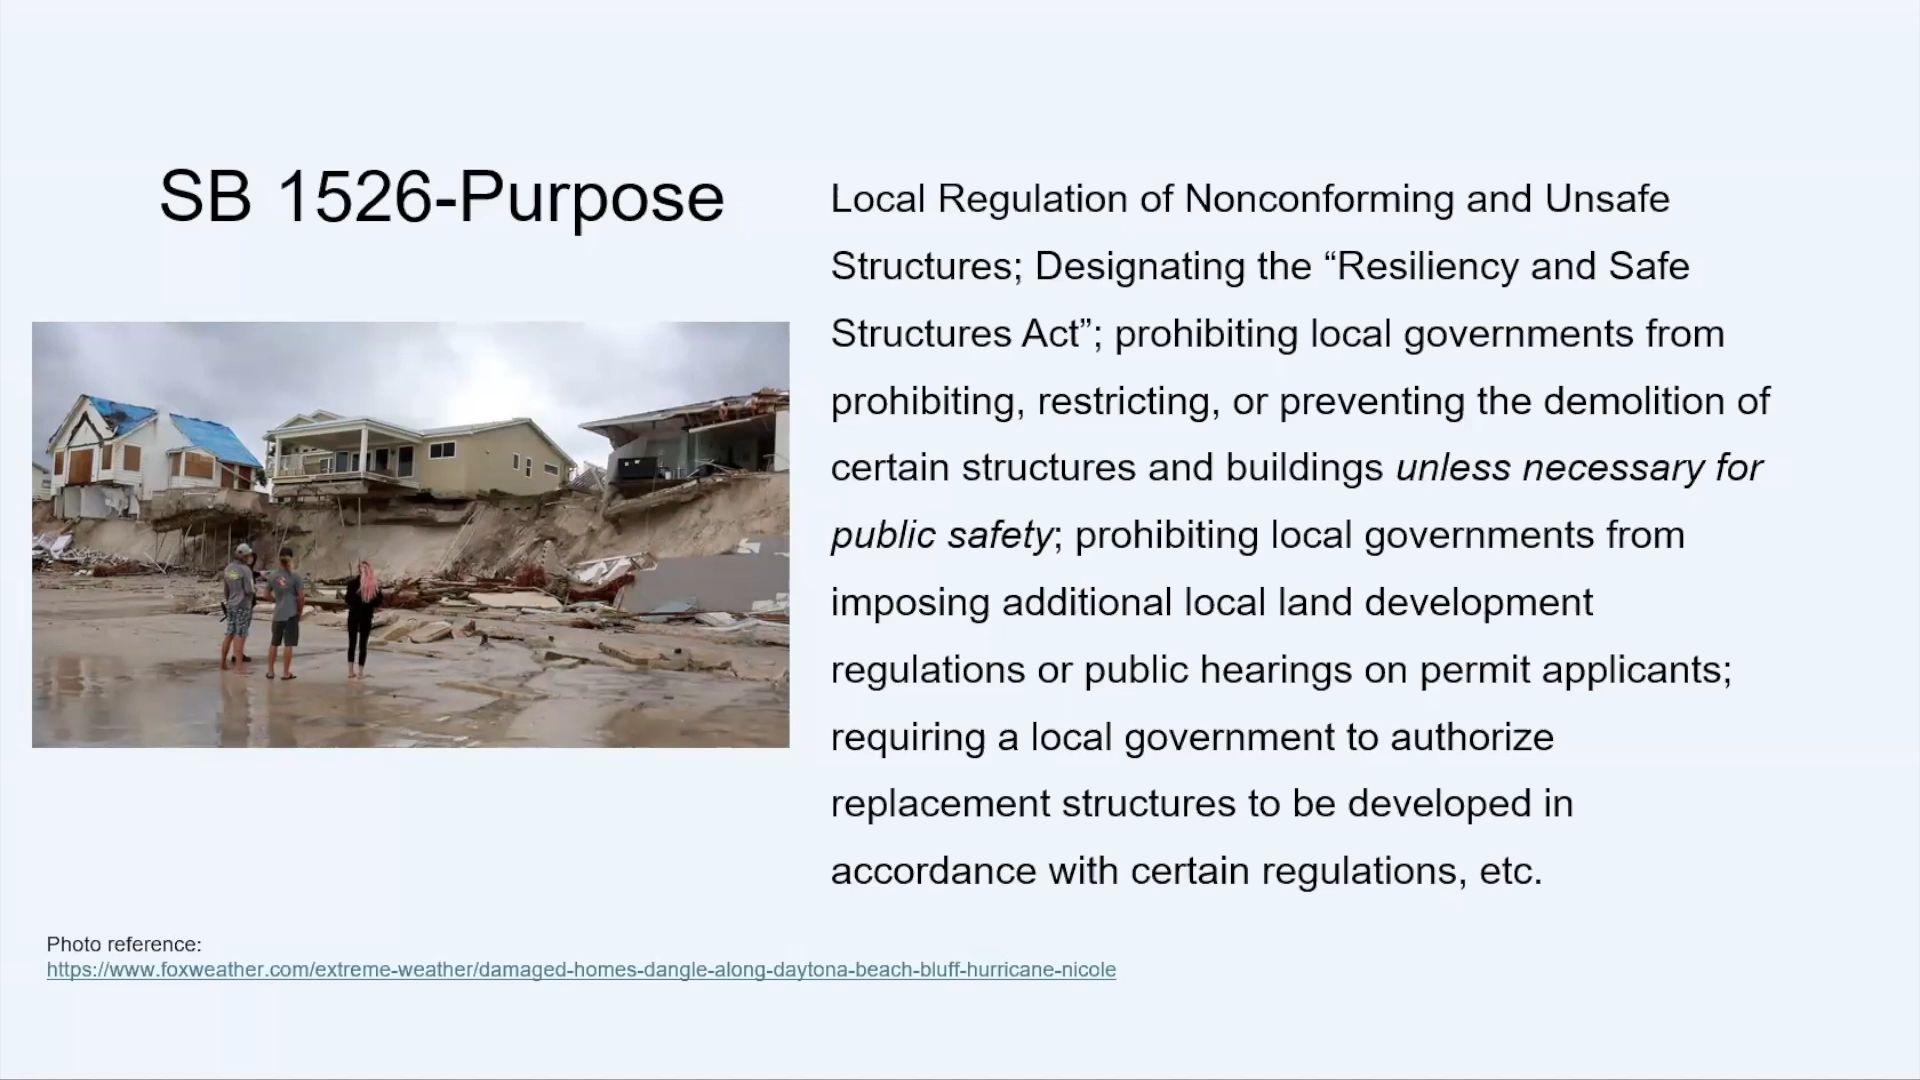 SB 1526-Purpose
Local Regulation of Nonconforming and Unsafe
Structures; Designating the “Resiliency and Safe
Structures Act”; prohibiting local governments from
prohibiting, restricting, or preventing the demolition of
certain structures and buildings unless necessary for
public safety; prohibiting local governments from
imposing additional local land development
regulations or public hearings on permit applicants;
requiring a local government to authorize
replacement structures to be developed in
accordance with certain regulations, etc.
Photo reference:
https://www.foxweather.com/extreme-weather/damaged-homes-dangle-along-daytona-beach-bluff-hurricane-nicole